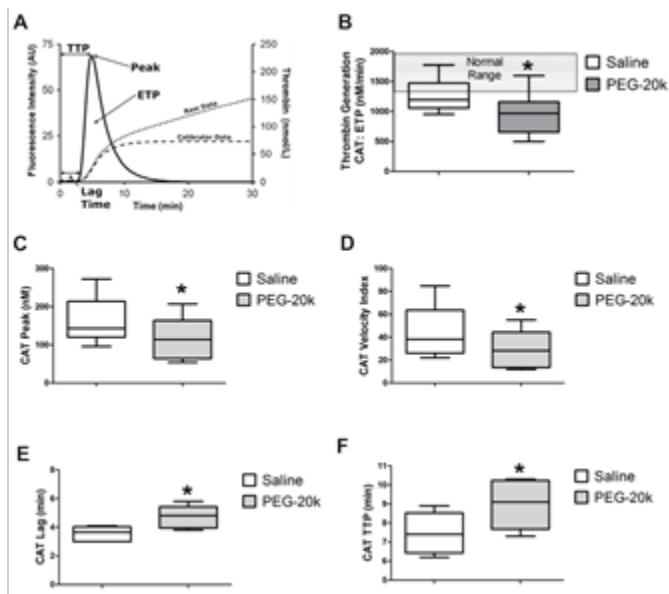 A
TTP
Peak
ETP
Raw Data
Calibrator Data
Lag
Time
Fluorescence Intensity (AU)
75
50
25
0
Thrombin (nmol/L)
250
200
150
100
50
0
0 10 20 30
Time (min)
B
Thrombin Generation
CAT: ETP (nM/min)
2000
1500
1000
500
0
Normal
Range
*
Saline
PEG-20k
C
CAT Peak (nM)
300
200
100
0
*
Saline
PEG-20k
D
CAT Velocity Index
100
80
60
40
20
0
*
Saline
PEG-20k
E
CAT Lag (min)
8
6
4
2
0
*
Saline
PEG-20k
F
CAT TTP (min)
11
10
9
8
7
6
5
*
Saline
PEG-20k